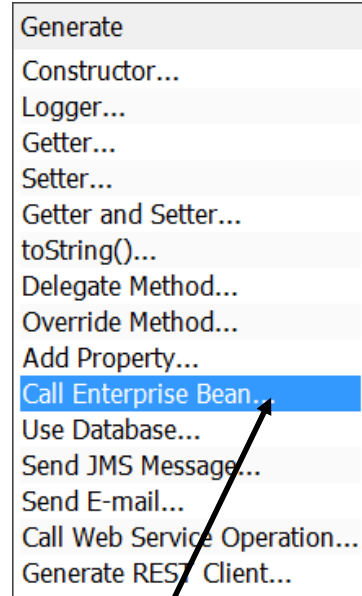 Generate
Constructor...
Logger...
Getter...
Setter...
Getter and Setter...
toString()...
Delegate Method...
Override Method...
Add Property...
Call Enterprise Bean...
Use Database...
Send JMS Message...
Send E-mail...
Call Web Service Operation...
Generate REST Client...